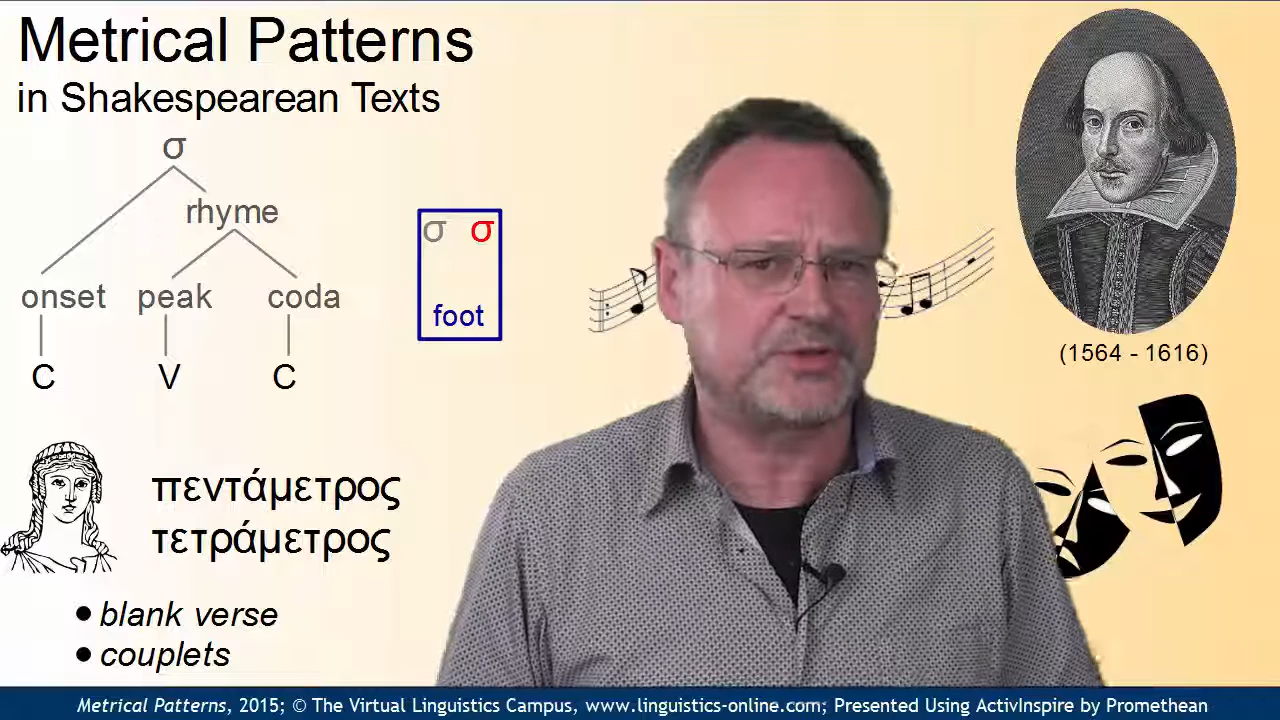 Metrical Patterns
in Shakespearean Texts
σ
rhyme
onset peak coda
C V C
σ σ
foot
(1564 - 1616)
πεντάμετρος
τετράμετρος
• blank verse
• couplets
Metrical Patterns, 2015; © The Virtual Linguistics Campus, www.linguistics-online.com; Presented Using ActivInspire by Promethean